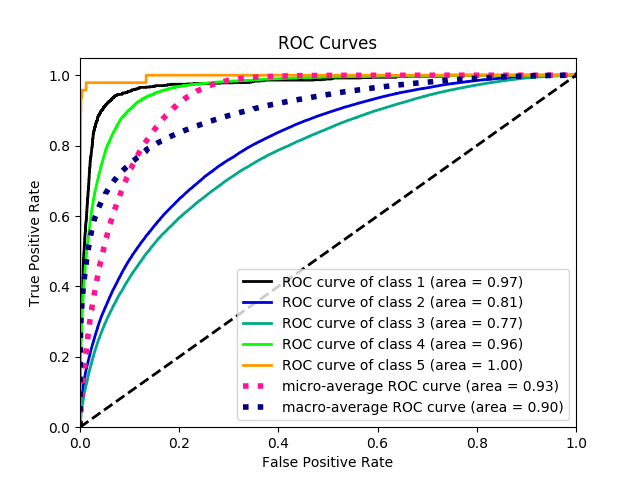 ROC Curves
True Positive Rate
1.0
0.8
0.6
0.4
0.2
0.0
ROC curve of class 1 (area = 0.97)
ROC curve of class 2 (area = 0.81)
ROC curve of class 3 (area = 0.77)
ROC curve of class 4 (area = 0.96)
ROC curve of class 5 (area = 1.00)
micro-average ROC curve (area = 0.93)
macro-average ROC curve (area = 0.90)
0.0 0.2 0.4 0.6 0.8 1.0
False Positive Rate